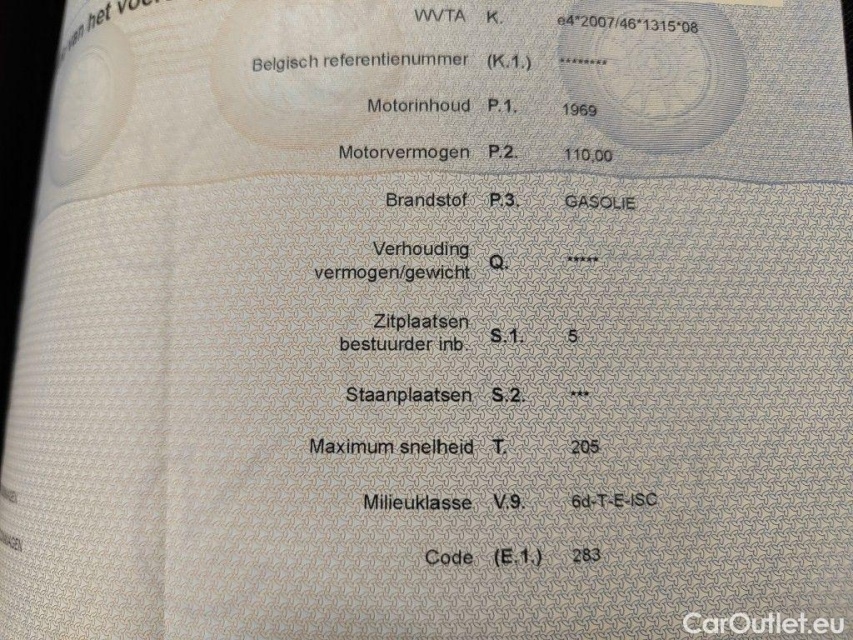 van het
WVTA K. e4*2007/46*1315*08
Belgisch referentienummer (K.1.) ********
Motorinhoud P.1. 1969
Motorvermogen P.2. 110,00
Brandstof P.3. GASOLIE
Verhouding
vermogen/gewicht Q. *****
Zitplaatsen
bestuurder inb. S.1. 5
Staanplaatsen S.2. ***
Maximum snelheid T. 205
Milieuklasse V.9. 6d-T-E-ISC
Code (E.1.) 283
CarOutlet.eu